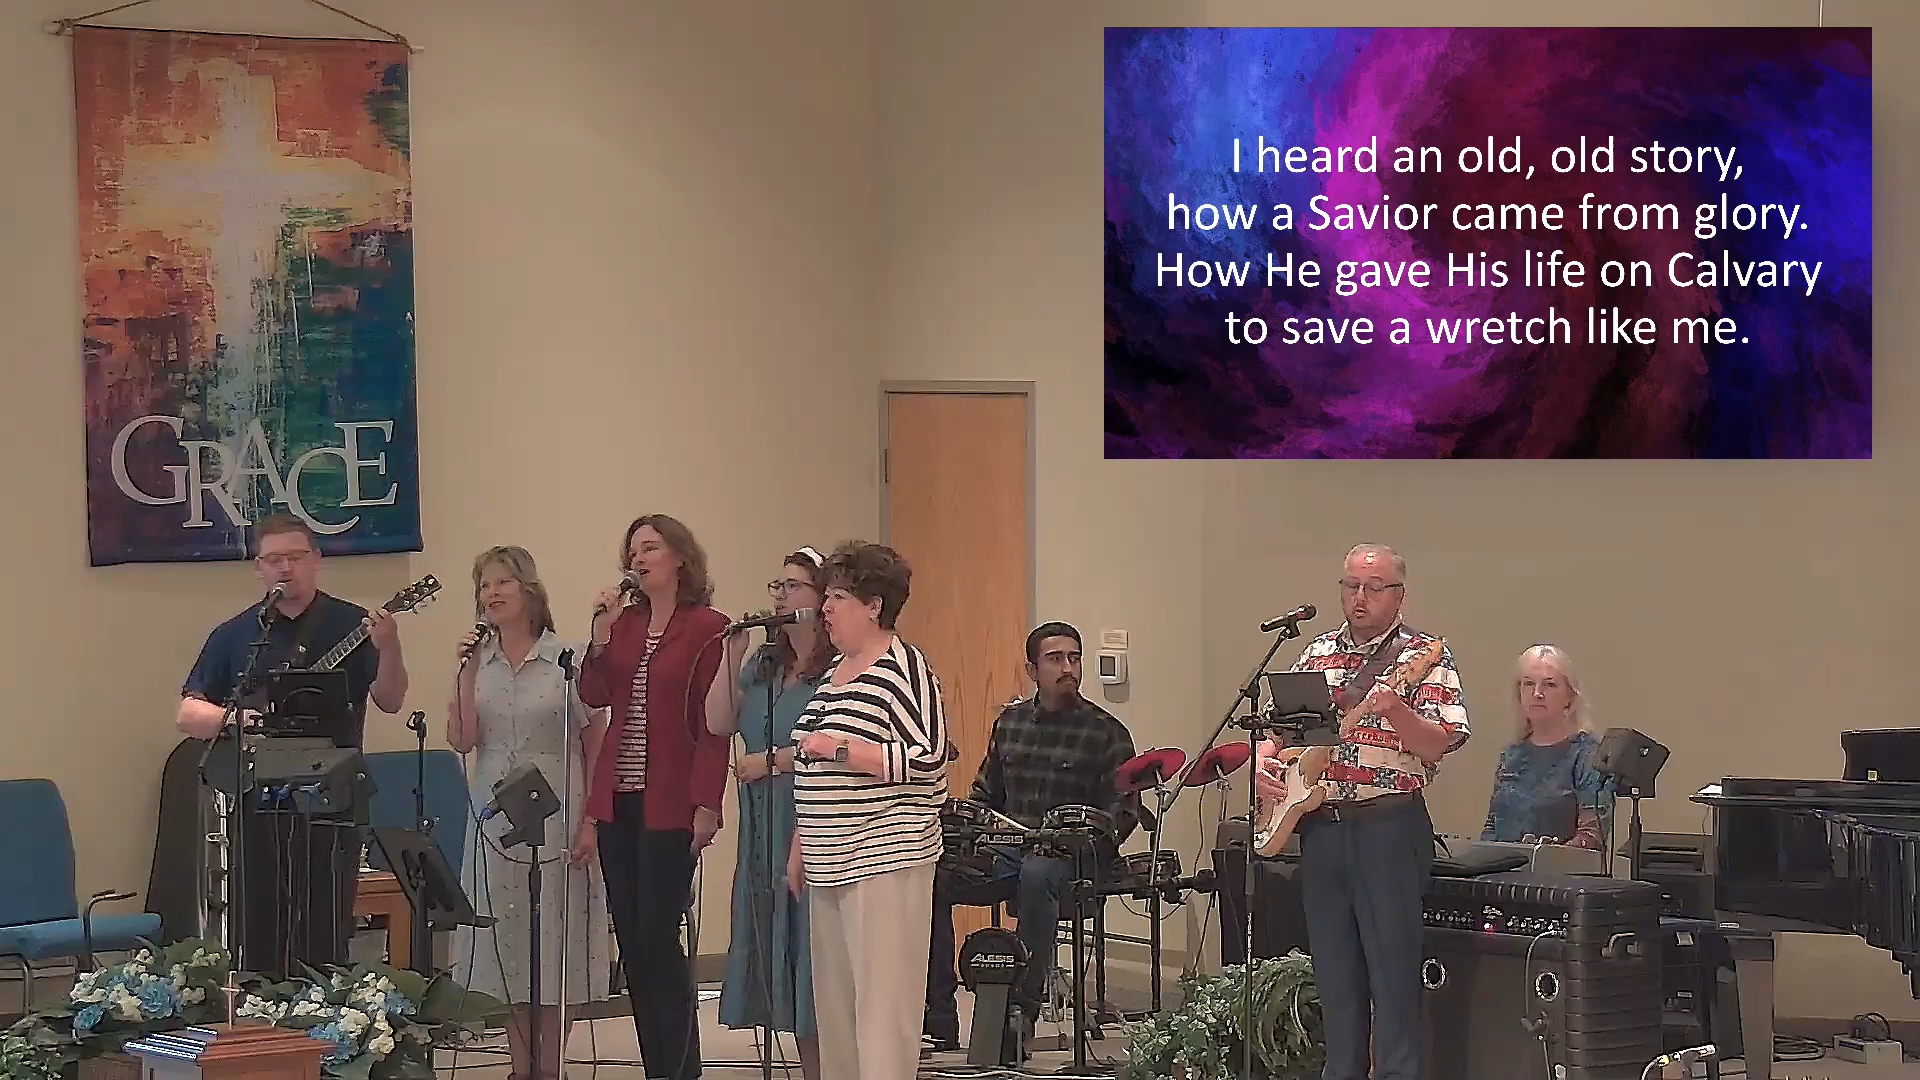 GRACE
I heard an old, old story,
how a Savior came from glory.
How He gave His life on Calvary
to save a wretch like me.
ALESIS
ALESIS